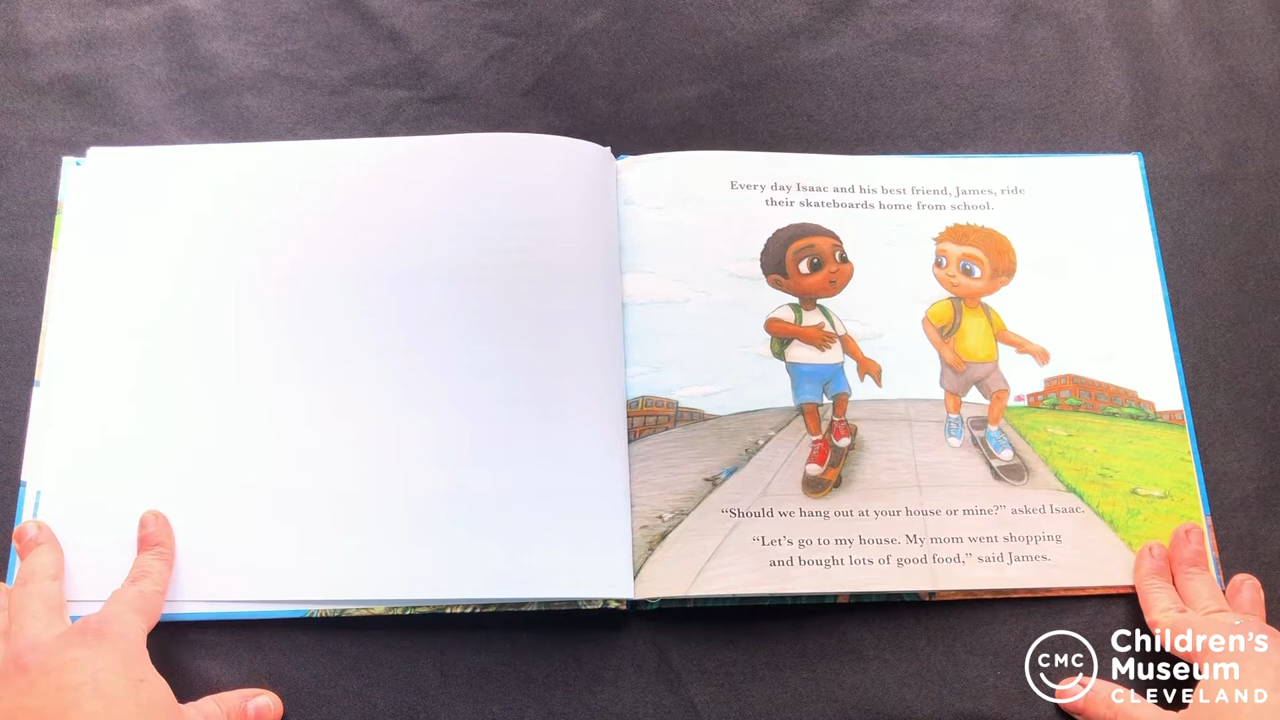 Every day Isaac and his best friend, James, ride
their skateboards home from school.
“Should we hang out at your house or mine?” asked Isaac.
“Let’s go to my house. My mom went shopping
and bought lots of good food,” said James.
CMC
Children’s
Museum
CLEVELAND